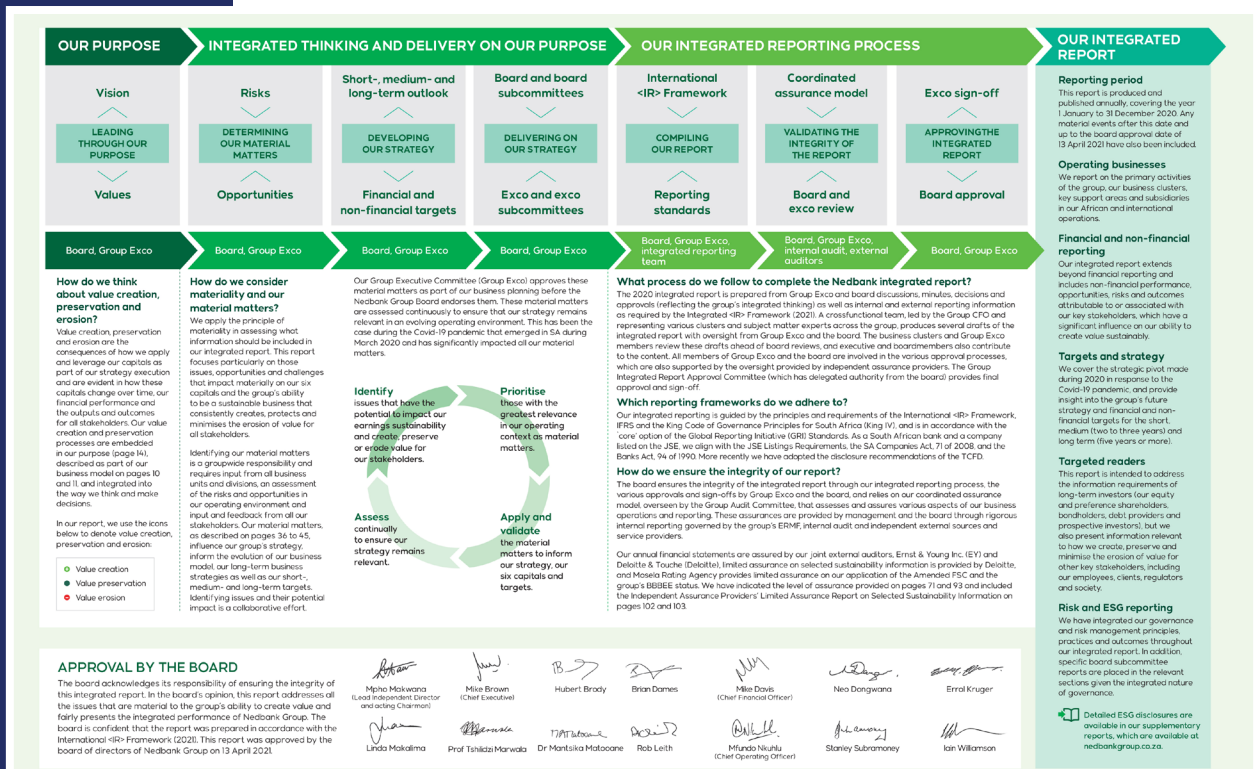 OUR PURPOSE
INTEGRATED THINKING AND DELIVERY ON OUR PURPOSE
OUR INTEGRATED REPORTING PROCESS
OUR INTEGRATED
REPORT
Vision
LEADING
THROUGH OUR
PURPOSE
Values
Risks
DETERMINING
OUR MATERIAL
MATTERS
Opportunities
Short-, medium- and
long-term outlook
DEVELOPING
OUR STRATEGY
Financial and
non-financial targets
Board and board
subcommittees
DELIVERING ON
OUR STRATEGY
Exco and exco
subcommittees
International
<IR> Framework
COMPILING
OUR REPORT
Reporting
standards
Coordinated
assurance model
VALIDATING THE
INTEGRITY OF
THE REPORT
Board and
exco review
Exco sign-off
APPROVINGTHE
INTEGRATED
REPORT
Board approval
Board, Group Exco
Board, Group Exco
Board, Group Exco
Board, Group Exco
Board, Group Exco,
integrated reporting
team
Board, Group Exco,
internal audit, external
auditors
Board, Group Exco
How do we think
about value creation,
preservation and
erosion?
Value creation, preservation
and erosion are the
consequences of how we apply
and leverage our capitals as
part of our strategy execution
and are evident in how these
capitals change over time, our
financial performance and
the outputs and outcomes
for all stakeholders. Our value
creation and preservation
processes are embedded
in our purpose (page 14),
described as part of our
business model on pages 10
and 11, and integrated into
the way we think and make
decisions.
In our report, we use the icons
below to denote value creation,
preservation and erosion:
Value creation
Value preservation
Value erosion
How do we consider
materiality and our
material matters?
We apply the principle of
materiality in assessing what
information should be included in
our integrated report. This report
focuses particularly on those
issues, opportunities and challenges
that impact materially on our six
capitals and the group's ability
to be a sustainable business that
consistently creates, protects and
minimises the erosion of value for
all stakeholders.
Identifying our material matters
is a groupwide responsibility and
requires input from all business
units and divisions, an assessment
of the risks and opportunities in
our operating environment and
input and feedback from all our
stakeholders. Our material matters,
as described on pages 36 to 45,
influence our group's strategy,
inform the evolution of our business
model, our long-term business
strategies as well as our short-,
medium- and long-term targets.
Identifying issues and their potential
impact is a collaborative effort.
Our Group Executive Committee (Group Exco) approves these
material matters as part of our business planning before the
Nedbank Group Board endorses them. These material matters
are assessed continuously to ensure that our strategy remains
relevant in an evolving operating environment. This has been the
case during the Covid-19 pandemic that emerged in SA during
March 2020 and has significantly impacted all our material
matters.
Identify
issues that have the
potential to impact our
earnings sustainability
and create, preserve
or erode value for
our stakeholders.
Prioritise
those with the
greatest relevance
in our operating
context as material
matters.
Assess
continually
to ensure our
strategy remains
relevant.
Apply and
validate
the material
matters to inform
our strategy, our
six capitals and
targets.
What process do we follow to complete the Nedbank integrated report?
The 2020 integrated report is prepared from Group Exco and board discussions, minutes, decisions and
approvals (reflecting the group's integrated thinking) as well as internal and external reporting information
as required by the Integrated <IR> Framework (2021). A crossfunctional team, led by the Group CFO and
representing various clusters and subject matter experts across the group, produces several drafts of the
integrated report with oversight from Group Exco and the board. The business clusters and Group Exco
members review these drafts ahead of board reviews, and executive and boardmembers also contribute
to the content. All members of Group Exco and the board are involved in the various approval processes,
which are also supported by the oversight provided by independent assurance providers. The Group
Integrated Report Approval Committee (which has delegated authority from the board) provides final
approval and sign-off.
Which reporting frameworks do we adhere to?
Our integrated reporting is guided by the principles and requirements of the International <IR> Framework,
IFRS and the King Code of Governance Principles for South Africa (King IV), and is in accordance with the
'core' option of the Global Reporting Initiative (GRI) Standards. As a South African bank and a company
listed on the JSE, we align with the JSE Listings Requirements, the SA Companies Act, 71 of 2008, and the
Banks Act, 94 of 1990. More recently we have adopted the disclosure recommendations of the TCFD.
How do we ensure the integrity of our report?
The board ensures the integrity of the integrated report through our integrated reporting process, the
various approvals and sign-offs by Group Exco and the board, and relies on our coordinated assurance
model, overseen by the Group Audit Committee, that assesses and assures various aspects of our business
operations and reporting. These assurances are provided by management and the board through rigorous
internal reporting governed by the group's ERMF, internal audit and independent external sources and
service providers.
Our annual financial statements are assured by our joint external auditors, Ernst & Young Inc. (EY) and
Deloitte & Touche (Deloitte), limited assurance on selected sustainability information is provided by Deloitte,
and Mosela Rating Agency provides limited assurance on our application of the Amended FSC and the
group's BBBEE status. We have indicated the level of assurance provided on pages 71 and 93 and included
the Independent Assurance Providers' Limited Assurance Report on Selected Sustainability Information on
pages 102 and 103.
Reporting period
This report is produced and
published annually, covering the year
1 January to 31 December 2020. Any
material events after this date and
up to the board approval date of
13 April 2021 have also been included.
Operating businesses
We report on the primary activities
of the group, our business clusters,
key support areas and subsidiaries
in our African and international
operations.
Financial and non-financial
reporting
Our integrated report extends
beyond financial reporting and
includes non-financial performance,
opportunities, risks and outcomes
attributable to or associated with
our key stakeholders, which have a
significant influence on our ability to
create value sustainably.
Targets and strategy
We cover the strategic pivot made
during 2020 in response to the
Covid-19 pandemic, and provide
insight into the group's future
strategy and financial and non-
financial targets for the short,
medium (two to three years) and
long term (five years or more).
Targeted readers
This report is intended to address
the information requirements of
long-term investors (our equity
and preference shareholders,
bondholders, debt providers and
prospective investors), but we
also present information relevant
to how we create, preserve and
minimise the erosion of value for
other key stakeholders, including
our employees, clients, regulators
and society.
Risk and ESG reporting
We have integrated our governance
and risk management principles,
practices and outcomes throughout
our integrated report. In addition,
specific board subcommittee
reports are placed in the relevant
sections given the integrated nature
of governance.
Detailed ESG disclosures are
available in our supplementary
reports, which are available at
nedbankgroup.co.za.
APPROVAL BY THE BOARD
The board acknowledges its responsibility of ensuring the integrity of
this integrated report. In the board's opinion, this report addresses all
the issues that are material to the group's ability to create value and
fairly presents the integrated performance of Nedbank Group. The
board is confident that the report was prepared in accordance with the
International <IR> Framework (2021). This report was approved by the
board of directors of Nedbank Group on 13 April 2021.
Mpho Makwana
(Lead Independent Director
and acting Chairman)
Mike Brown
(Chief Executive)
Hubert Brody
Brian Dames
Mike Davis
(Chief Financial Officer)
Neo Dongwana
Errol Kruger
Linda Makalima
Prof Tshilidzi Marwala
Dr Mantsika Matooane
Rob Leith
Mfundo Nkuhlu
(Chief Operating Officer)
Stanley Subramoney
Iain Williamson